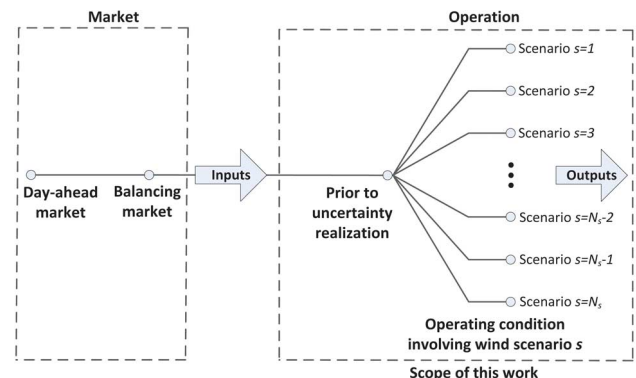 Market
Operation
Scenario s=1
Scenario s=2
Scenario s=3
Inputs
Outputs
Day-ahead
market
Balancing
market
Prior to
uncertainty
realization
Scenario s=Nₛ-2
Scenario s=Nₛ-1
Scenario s=Nₛ
Operating condition
involving wind scenario s
Scope of this work